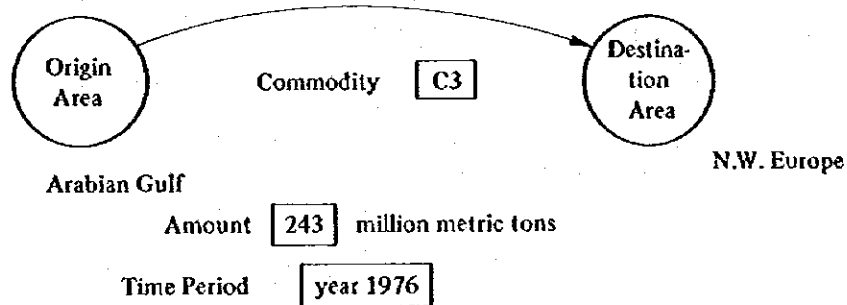 Origin
Area
Commodity C3
Destina-
tion
Area
Arabian Gulf
N.W. Europe
Amount 243 million metric tons
Time Period year 1976